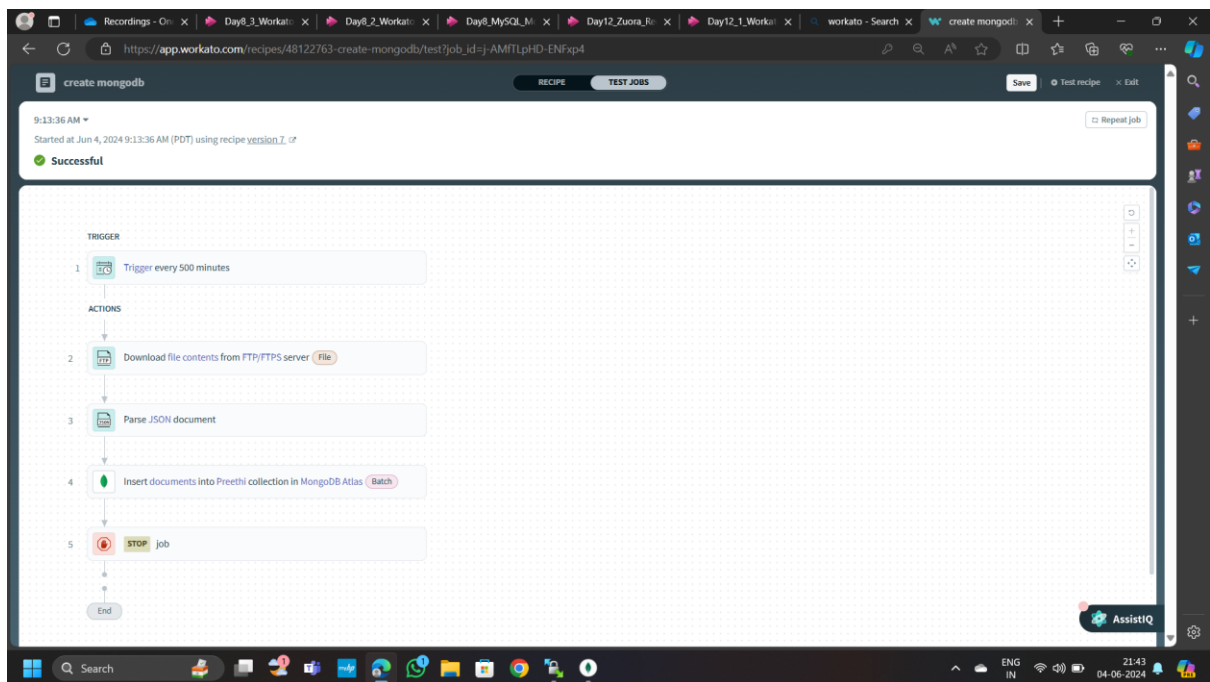 Recordings - On
Day8_3_Workato
Day8_2_Workato
Day8_MySQL_Mo
Day12_Zuora_Re
Day12_1_Workat
workato - Search
create mongodb
https://app.workato.com/recipes/48122763-create-mongodb/test?job_id=j-AMfTLpHD-ENFxp4
create mongodb
RECIPE
TEST JOBS
Save
Test recipe
Exit
9:13:36 AM
Repeat job
Started at Jun 4, 2024 9:13:36 AM (PDT) using recipe version 7
Successful
TRIGGER
1 Trigger every 500 minutes
ACTIONS
2 FTP Download file contents from FTP/FTPS server File
3 JSON Parse JSON document
4 Insert documents into Preethi collection in MongoDB Atlas Batch
5 STOP job
End
AssistIQ
Search
ENG
IN
21:43
04-06-2024